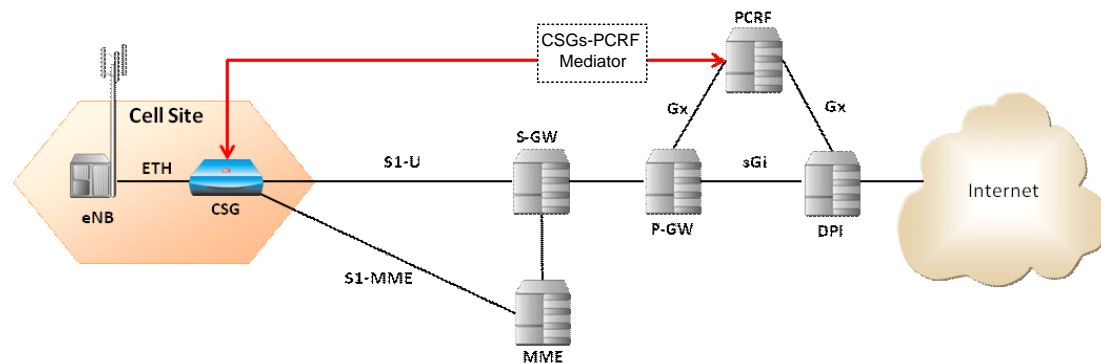 PCRF
CSGs-PCRF
Mediator
Cell Site
Gx
Gx
S-GW
ETH
S1-U
sGi
Internet
eNB
CSG
P-GW
DPI
S1-MME
MME